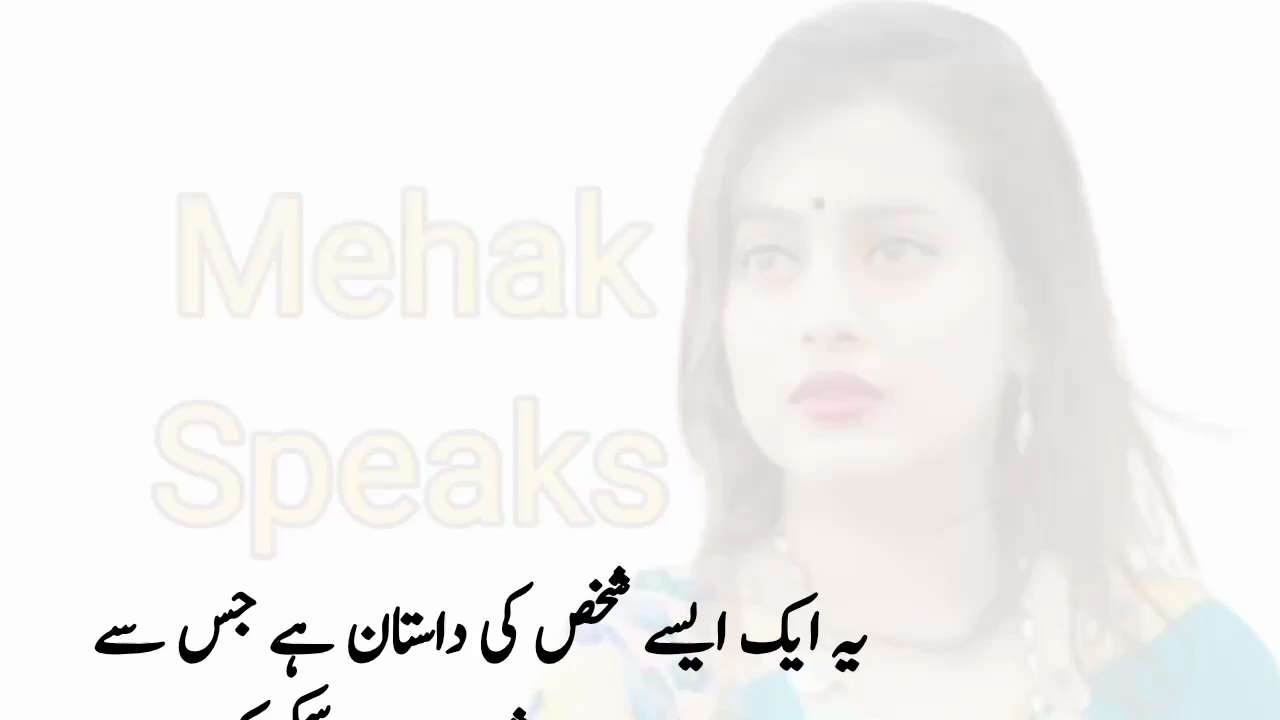 Mehak
Speaks
یہ ایک ایسے شخص کی داستان ہے جس سے